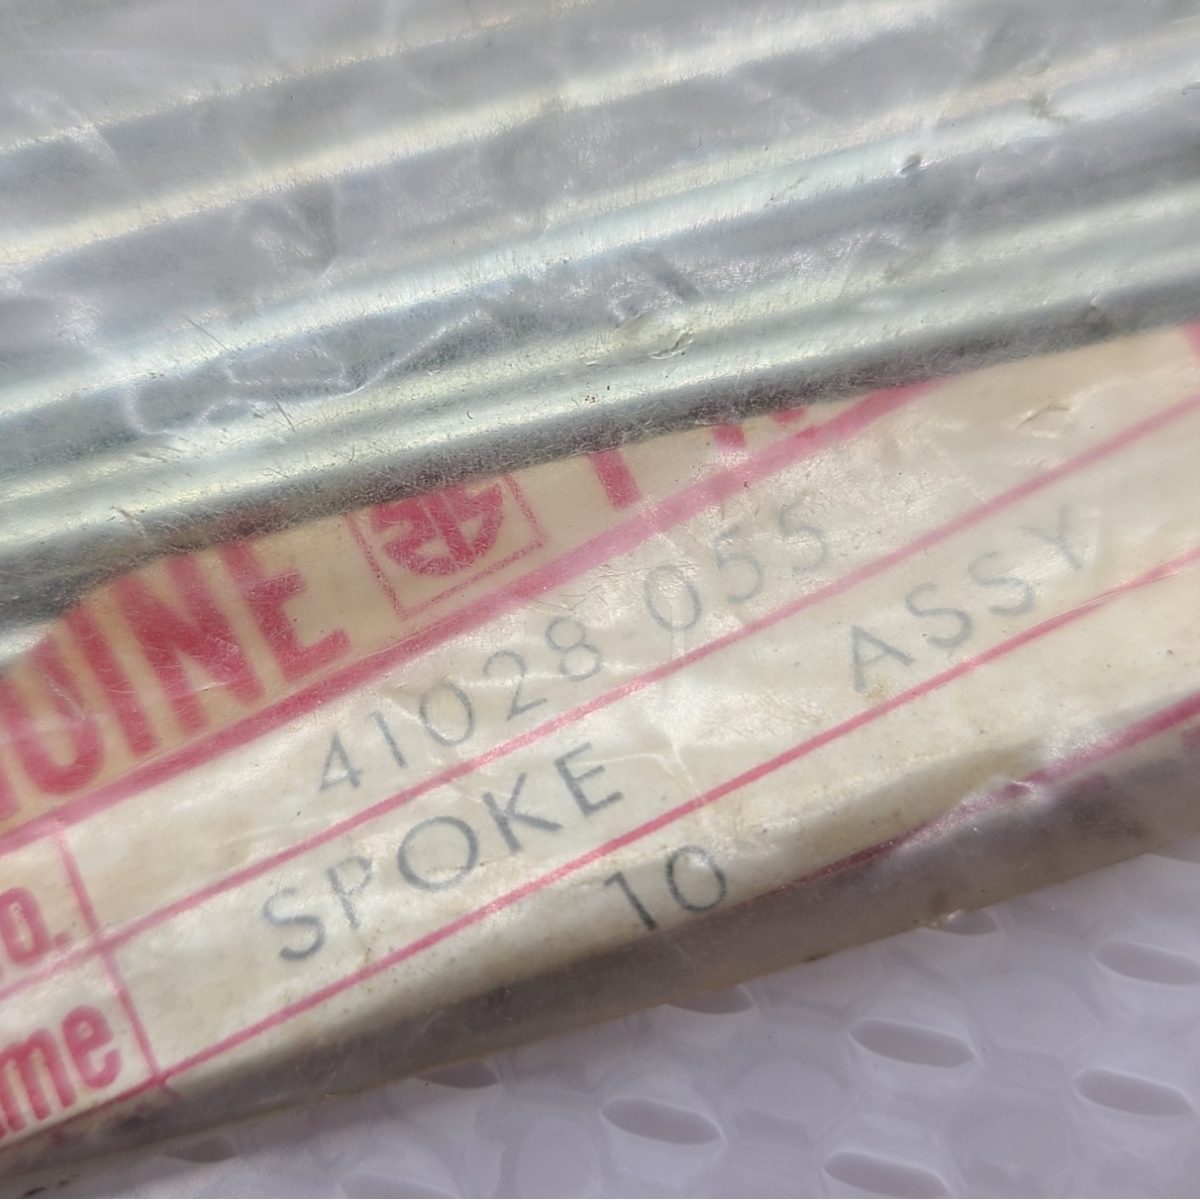 UINE
41028-055
o.
SPOKE ASSY
me
10